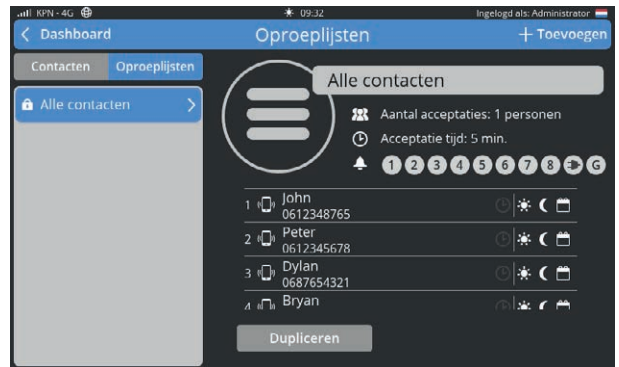 KPN - 4G 09:32 Ingelogd als: Administrator
Dashboard Oproeplijsten + Toevoegen
Contacten Oproeplijsten
Alle contacten
Alle contacten
Aantal acceptaties: 1 personen
Acceptatie tijd: 5 min.
1 2 3 4 5 6 7 8 G
1 John
0612348765
2 Peter
0612345678
3 Dylan
0687654321
4 Bryan
Dupliceren